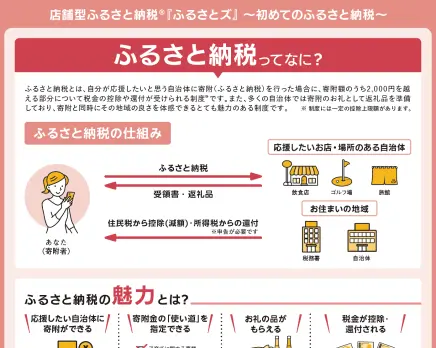 店舗型ふるさと納税®『ふるさとズ』 〜初めてのふるさと納税〜
ふるさと納税ってなに？
ふるさと納税とは、自分が応援したいと思う自治体に寄附(ふるさと納税)を行った場合に、寄附額のうち2,000円を越
える部分について税金の控除や還付が受けられる制度※です。また、多くの自治体では寄附のお礼として返礼品を準備
しており、寄附と同時にその地域の良さを体感できるとても魅力のある制度です。 ※ 制度には一定の控除上限額があります。
ふるさと納税の仕組み
応援したいお店・場所のある自治体
ふるさと納税
受領書・返礼品
飲食店 ゴルフ場 旅館
お住まいの地域
住民税から控除(減額)・所得税からの還付
※申告が必要です
あなた
(寄附者)
税務署 自治体
ふるさと納税の魅力とは？
応援したい自治体に
寄附ができる
寄附金の「使い道」を
指定できる
お礼の品が
もらえる
税金が控除・
還付される